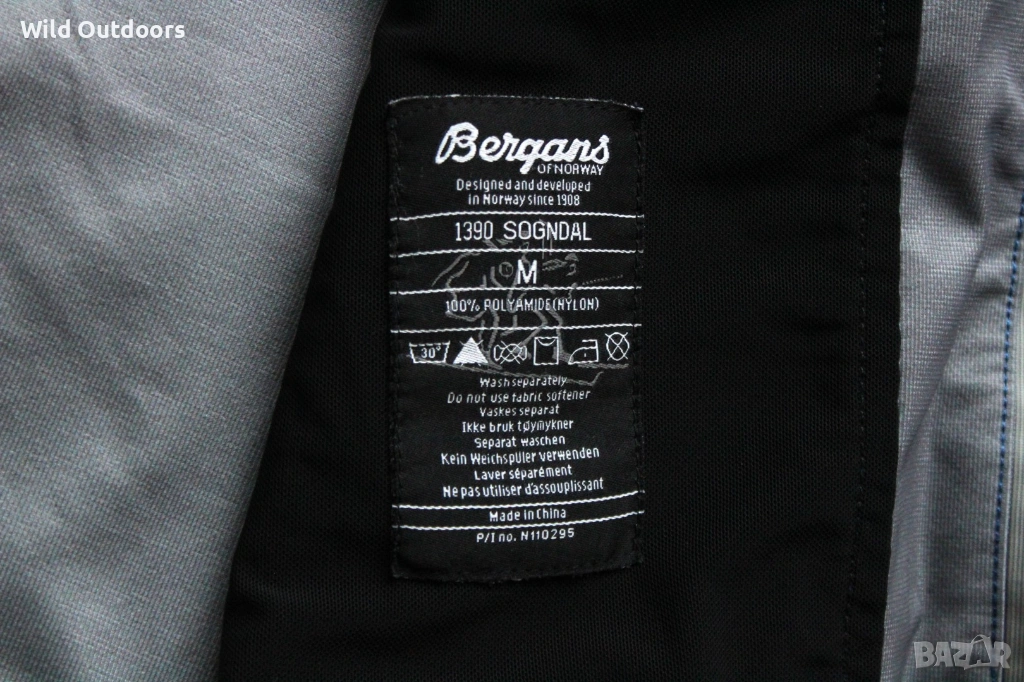 Wild Outdoors
Bergans
OF NORWAY
Designed and developed
in Norway since 1908
1390 SOGNDAL
M
100% POLYAMIDE(NYLON)
30°
Wash separately
Do not use fabric softener
Vaskes separat
Ikke bruk tøymykner
Separat waschen
Kein Weichspüler verwenden
Laver séparément
Ne pas utiliser d'assouplissant
Made in China
P/I no. N110295
BAZAR